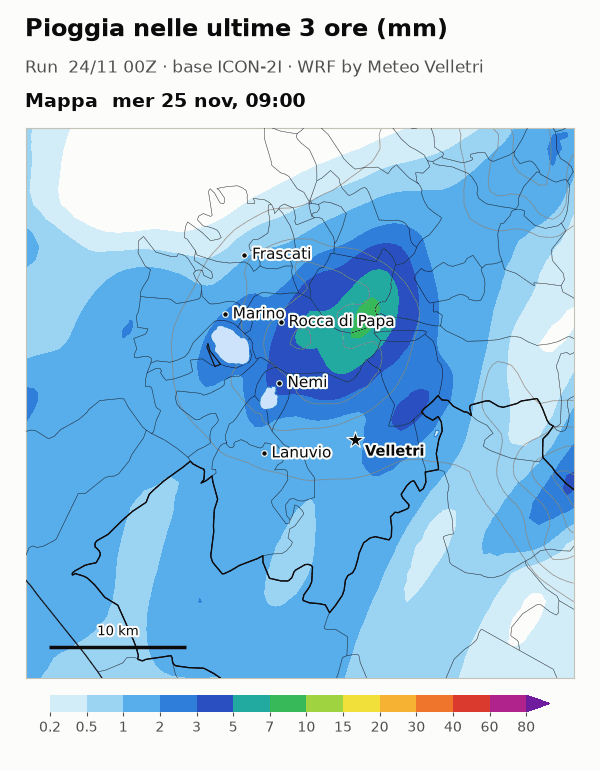 Pioggia nelle ultime 3 ore (mm)
Run  24/11 00Z · base ICON-2I · WRF by Meteo Velletri
Mappa  mer 25 nov, 09:00
Frascati
Marino
Rocca di Papa
Nemi
Velletri
Lanuvio
10 km
0.2 0.5 1 2 3 5 7 10 15 20 30 40 60 80